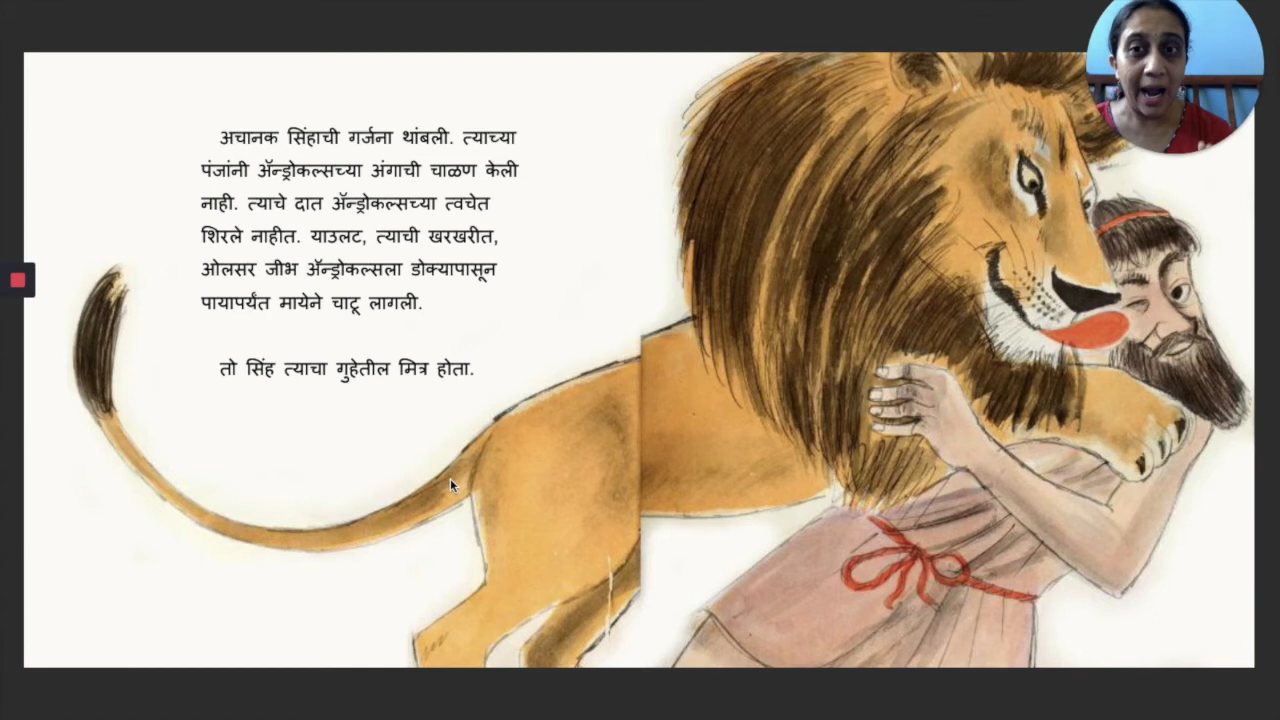 अचानक सिंहाची गर्जना थांबली. त्याच्या
पंजांनी ॲन्ड्रोकल्सच्या अंगाची चाळण केली
नाही. त्याचे दात ॲन्ड्रोकल्सच्या त्वचेत
शिरले नाहीत. याउलट, त्याची खरखरीत,
ओलसर जीभ ॲन्ड्रोकल्सला डोक्यापासून
पायापर्यंत मायेने चाटू लागली.
तो सिंह त्याचा गुहेतील मित्र होता.